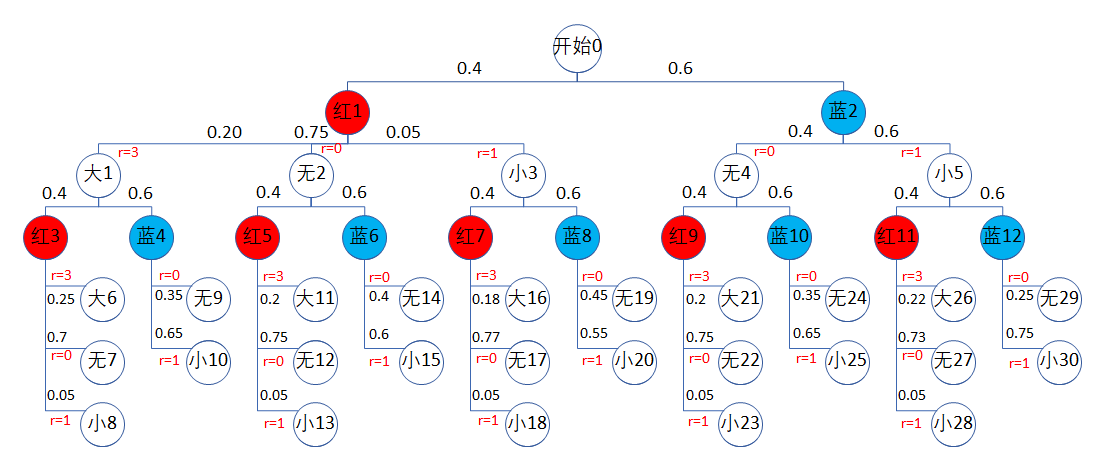 开始0
0.4 0.6
红1 蓝2
0.20 0.75 0.05 0.4 0.6
r=3 r=0 r=1 r=0 r=1
大1 无2 小3 无4 小5
0.4 0.6 0.4 0.6 0.4 0.6 0.4 0.6 0.4 0.6
红3 蓝4 红5 蓝6 红7 蓝8 红9 蓝10 红11 蓝12
r=3 r=0 r=3 r=0 r=3 r=0 r=3 r=0 r=3 r=0
0.25 大6 0.35 无9 0.2 大11 0.4 无14 0.18 大16 0.45 无19 0.2 大21 0.35 无24 0.22 大26 0.25 无29
0.7 0.65 0.75 0.6 0.77 0.55 0.75 0.65 0.73 0.75
r=0 无7 r=1 小10 r=0 无12 r=1 小15 r=0 无17 r=1 小20 r=0 无22 r=1 小25 r=0 无27 r=1 小30
0.05 0.05 0.05 0.05 0.05
r=1 小8 r=1 小13 r=1 小18 r=1 小23 r=1 小28